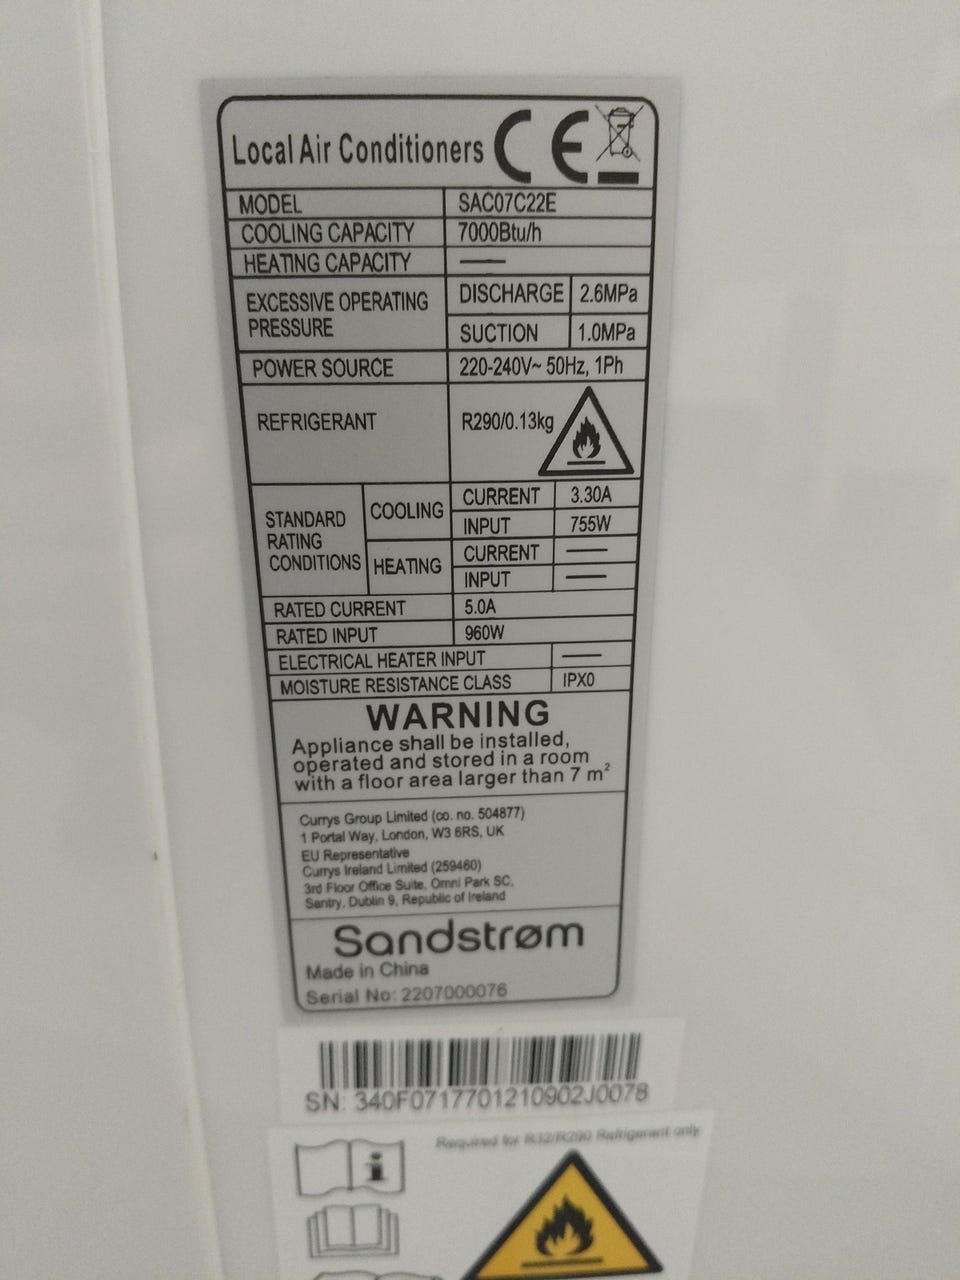 Local Air Conditioners CE
MODEL SAC07C22E
COOLING CAPACITY 7000Btu/h
HEATING CAPACITY —
EXCESSIVE OPERATING PRESSURE
DISCHARGE 2.6MPa
SUCTION 1.0MPa
POWER SOURCE 220-240V~ 50Hz, 1Ph
REFRIGERANT R290/0.13kg
STANDARD RATING CONDITIONS
COOLING
CURRENT 3.30A
INPUT 755W
HEATING
CURRENT —
INPUT —
RATED CURRENT 5.0A
RATED INPUT 960W
ELECTRICAL HEATER INPUT —
MOISTURE RESISTANCE CLASS IPX0
WARNING
Appliance shall be installed,
operated and stored in a room
with a floor area larger than 7 m²
Currys Group Limited (co. no. 504877)
1 Portal Way, London, W3 6RS, UK
EU Representative
Currys Ireland Limited (259460)
3rd Floor Office Suite, Omni Park SC,
Santry, Dublin 9, Republic of Ireland
Sandstrøm
Made in China
Serial No: 2207000076
SN: 340F0717701210902J0078
Required for R32/R290 Refrigerant only